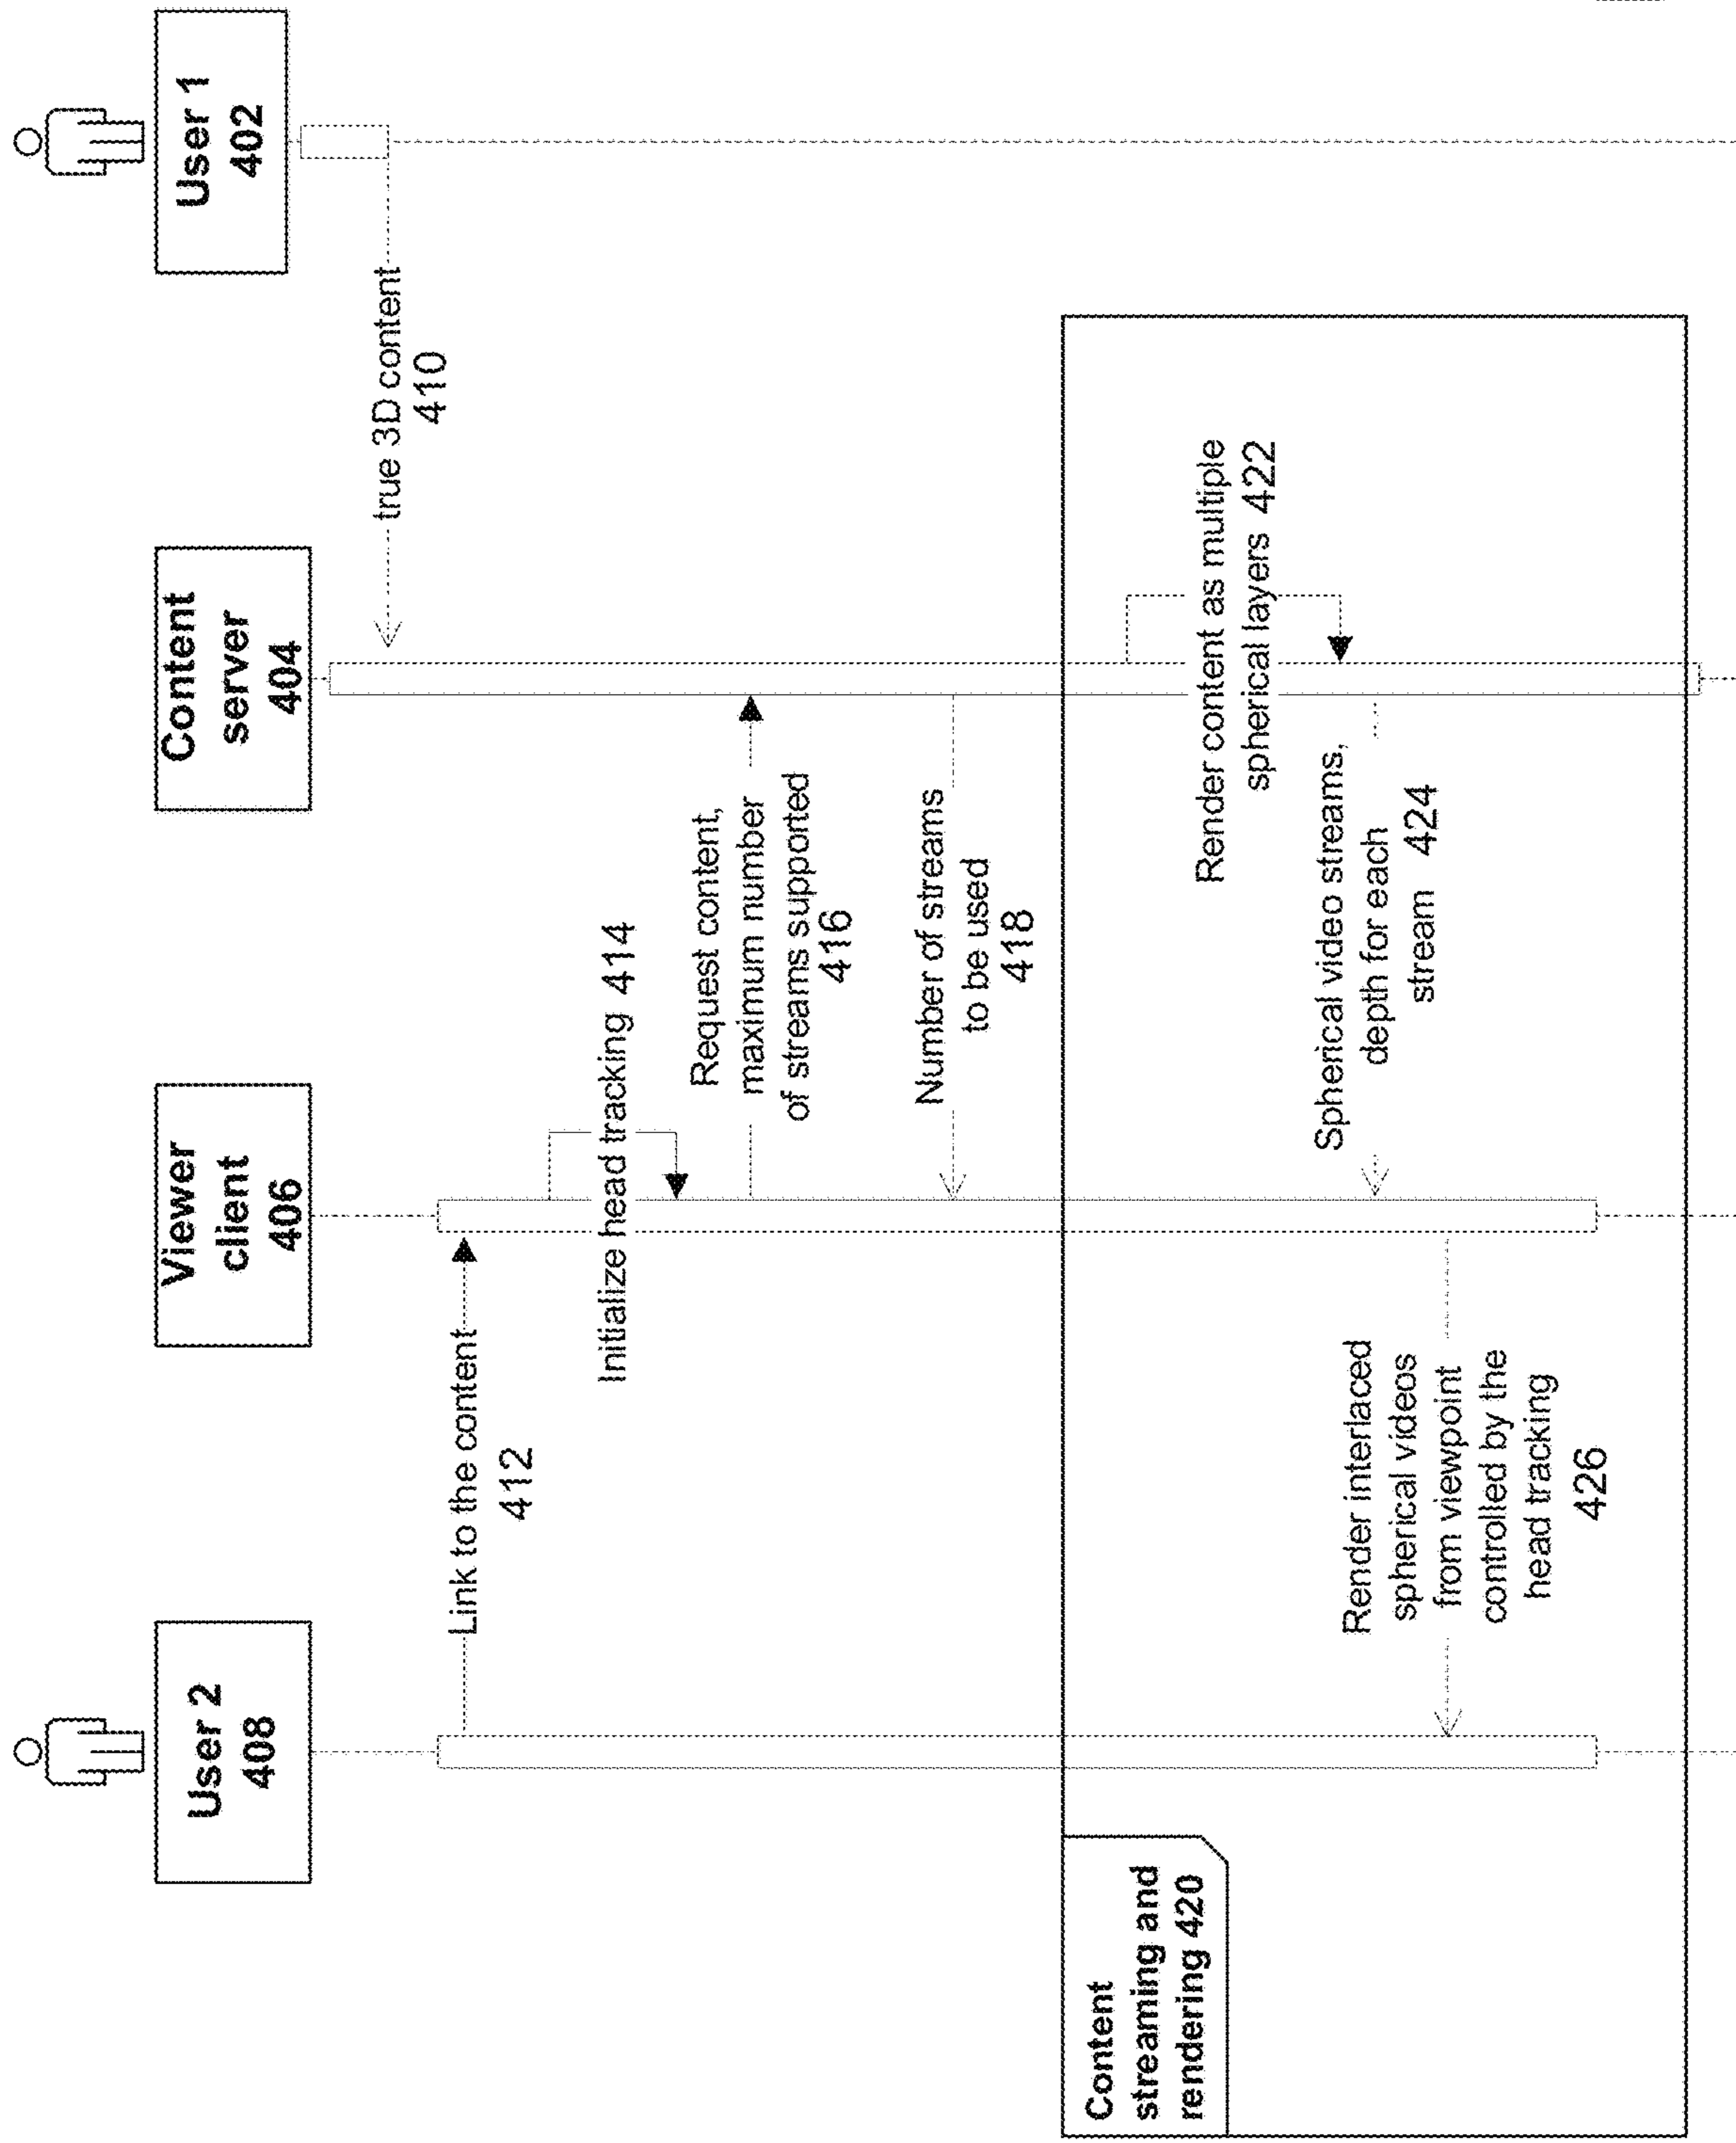 User 2
408
Viewer
client
406
Content
server
404
User 1
402
true 3D content
410
Link to the content
412
Initialize head tracking 414
Request content,
maximum number
of streams supported
416
Number of streams
to be used
418
Content
streaming and
rendering 420
Render content as multiple
spherical layers 422
Spherical video streams,
depth for each
stream 424
Render interlaced
spherical videos
from viewpoint
controlled by the
head tracking
426